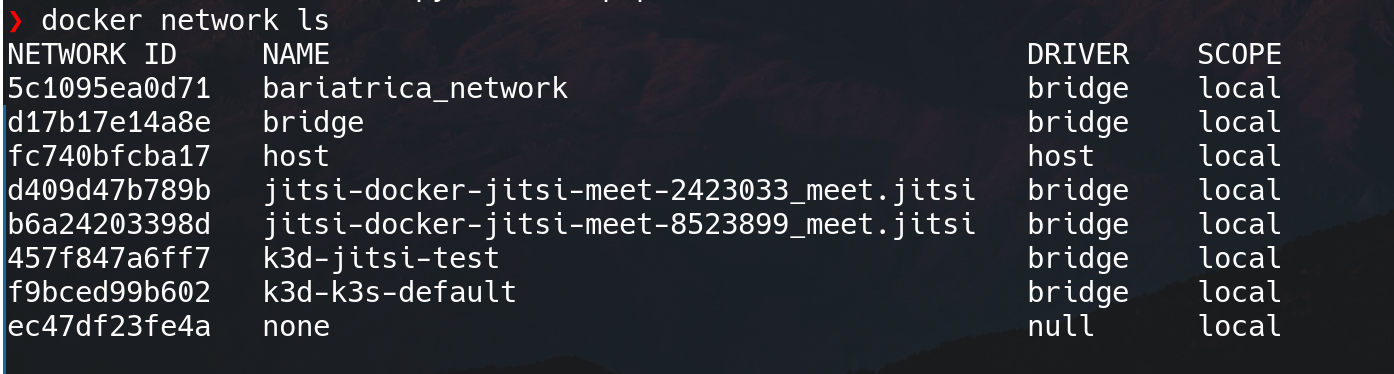 ❯ docker network ls
NETWORK ID NAME DRIVER SCOPE
5c1095ea0d71 bariatrica_network bridge local
d17b17e14a8e bridge bridge local
fc740bfcba17 host host local
d409d47b789b jitsi-docker-jitsi-meet-2423033_meet.jitsi bridge local
b6a24203398d jitsi-docker-jitsi-meet-8523899_meet.jitsi bridge local
457f847a6ff7 k3d-jitsi-test bridge local
f9bced99b602 k3d-k3s-default bridge local
ec47df23fe4a none null local